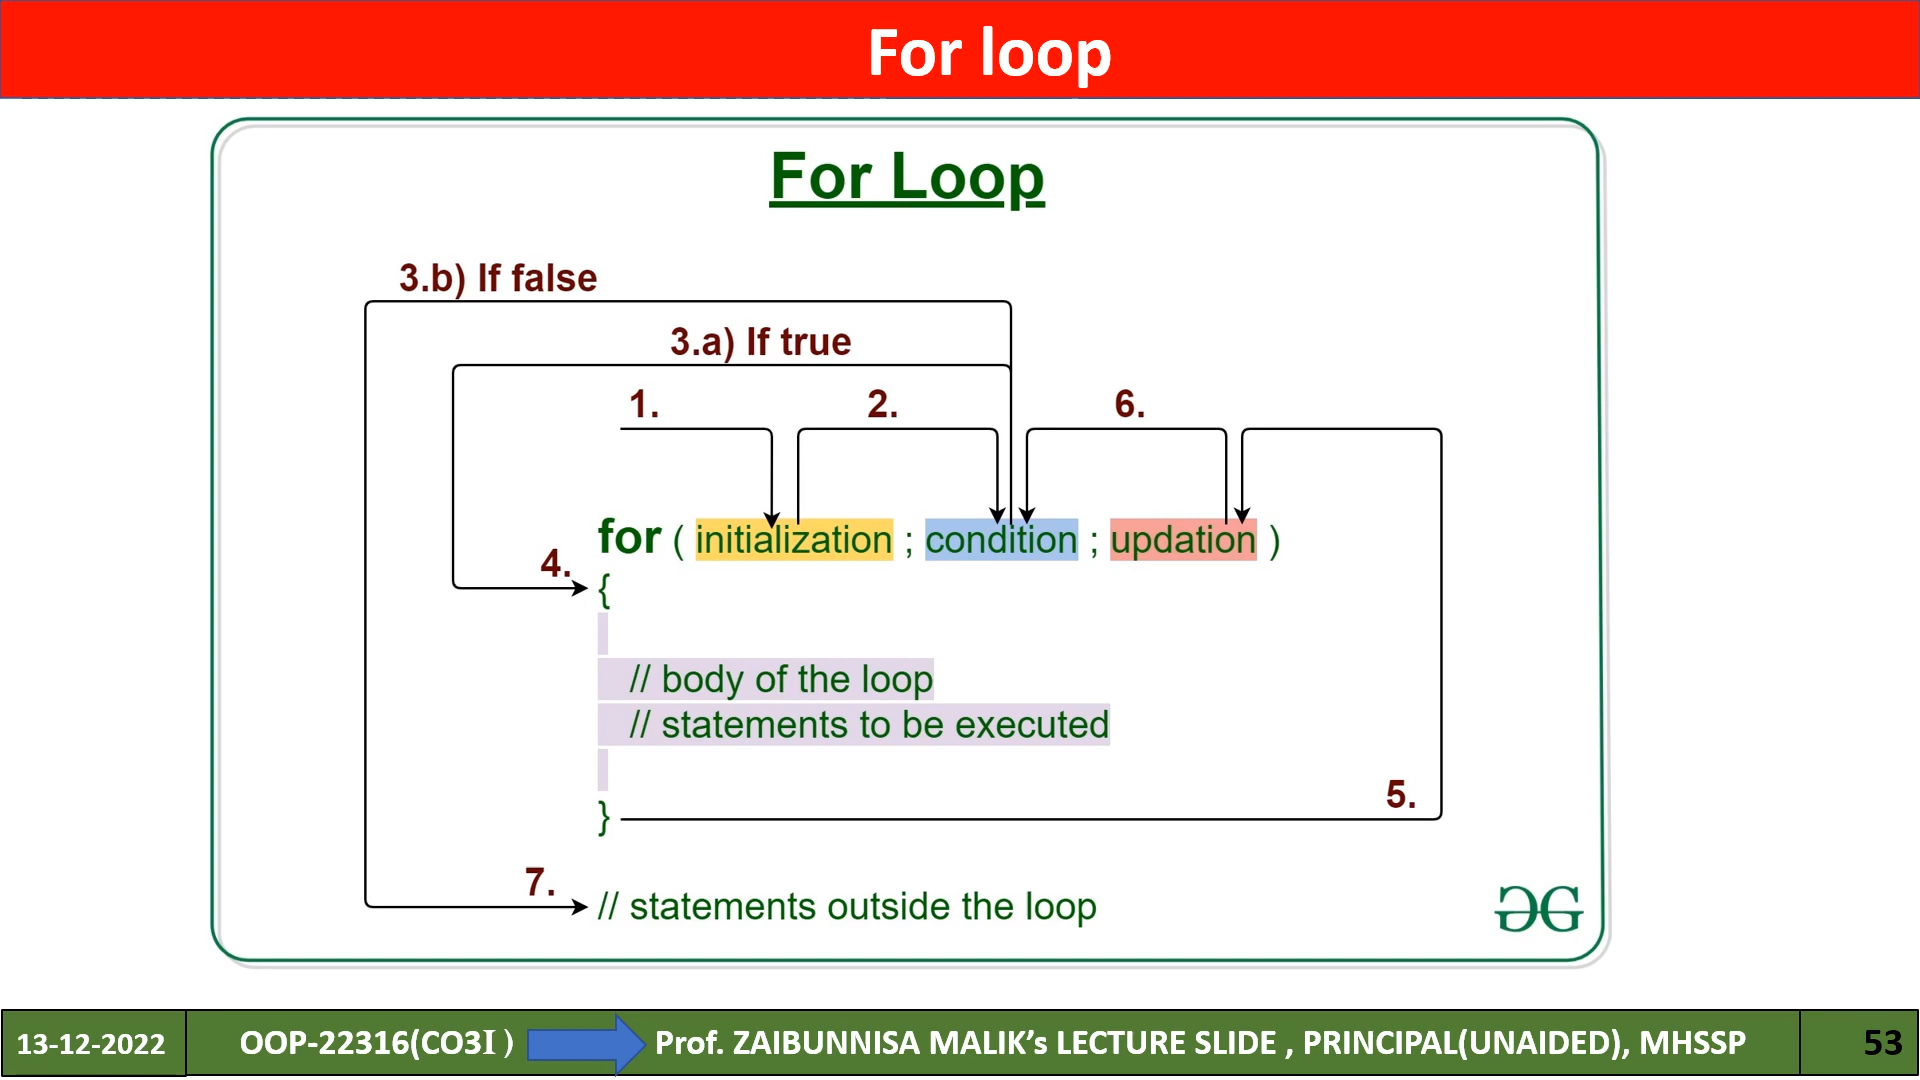 For loop
For Loop
3.b) If false
3.a) If true
1.
2.
6.
for ( initialization ; condition ; updation )
4.
{
// body of the loop
// statements to be executed
5.
}
7.
// statements outside the loop
13-12-2022
OOP-22316(CO3I )
Prof. ZAIBUNNISA MALIK’s LECTURE SLIDE , PRINCIPAL(UNAIDED), MHSSP
53